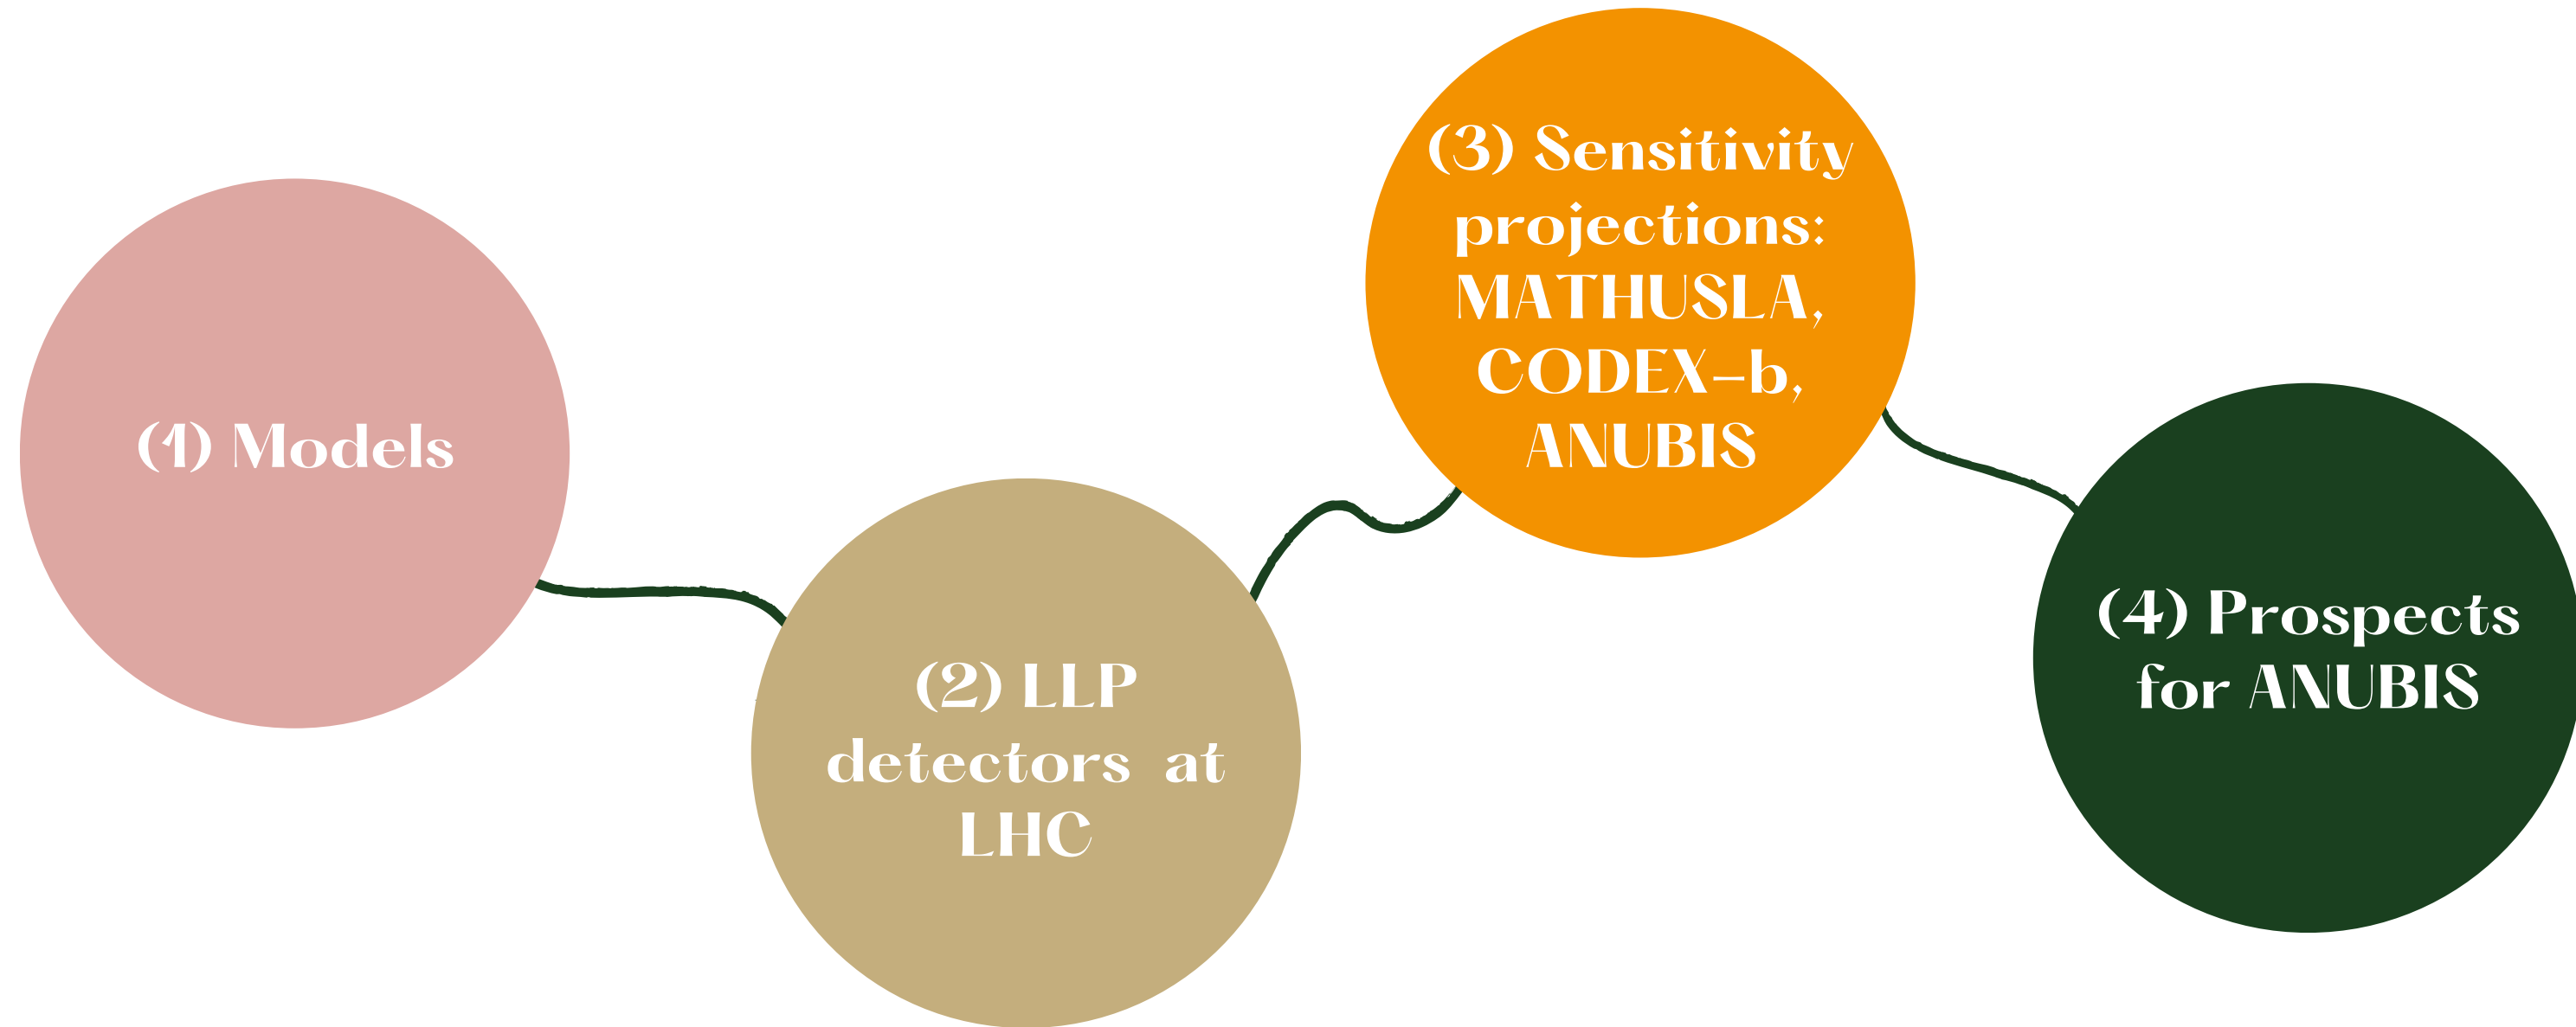 (1) Models
(2) LLP
detectors at
LHC
(3) Sensitivity
projections:
MATHUSLA,
CODEX-b,
ANUBIS
(4) Prospects
for ANUBIS